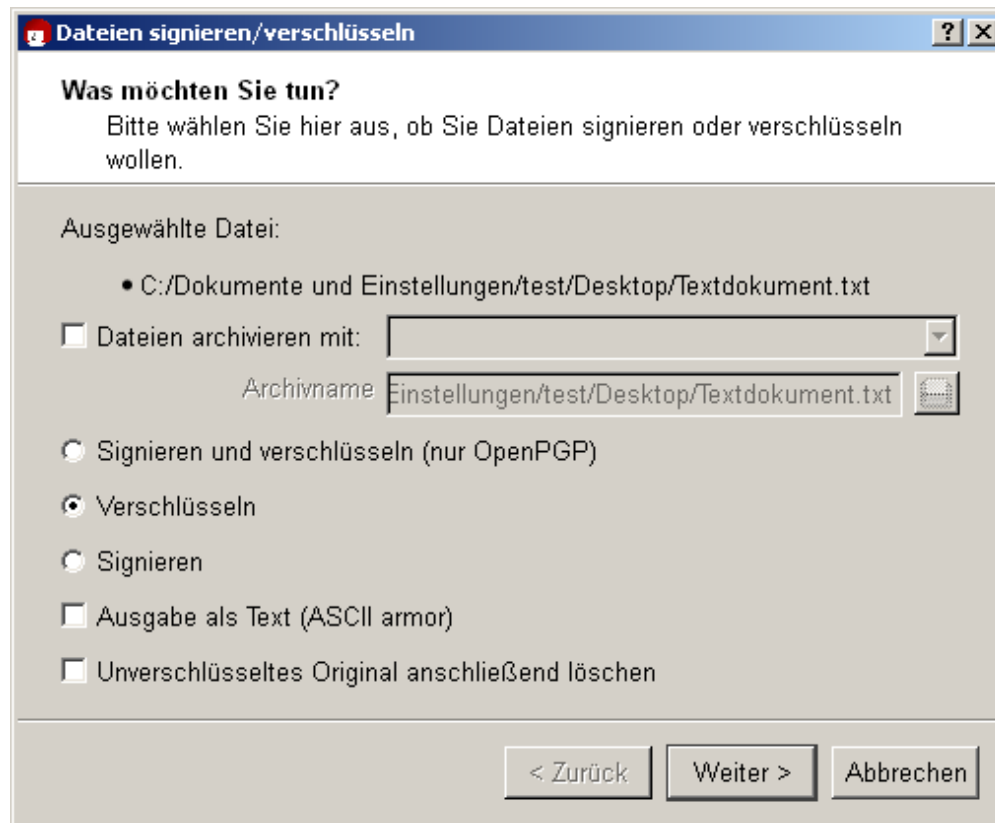 Dateien signieren/verschlüsseln
Was möchten Sie tun?
Bitte wählen Sie hier aus, ob Sie Dateien signieren oder verschlüsseln
wollen.
Ausgewählte Datei:
• C:/Dokumente und Einstellungen/test/Desktop/Textdokument.txt
Dateien archivieren mit:
Archivname Einstellungen/test/Desktop/Textdokument.txt
Signieren und verschlüsseln (nur OpenPGP)
Verschlüsseln
Signieren
Ausgabe als Text (ASCII armor)
Unverschlüsseltes Original anschließend löschen
< Zurück Weiter > Abbrechen